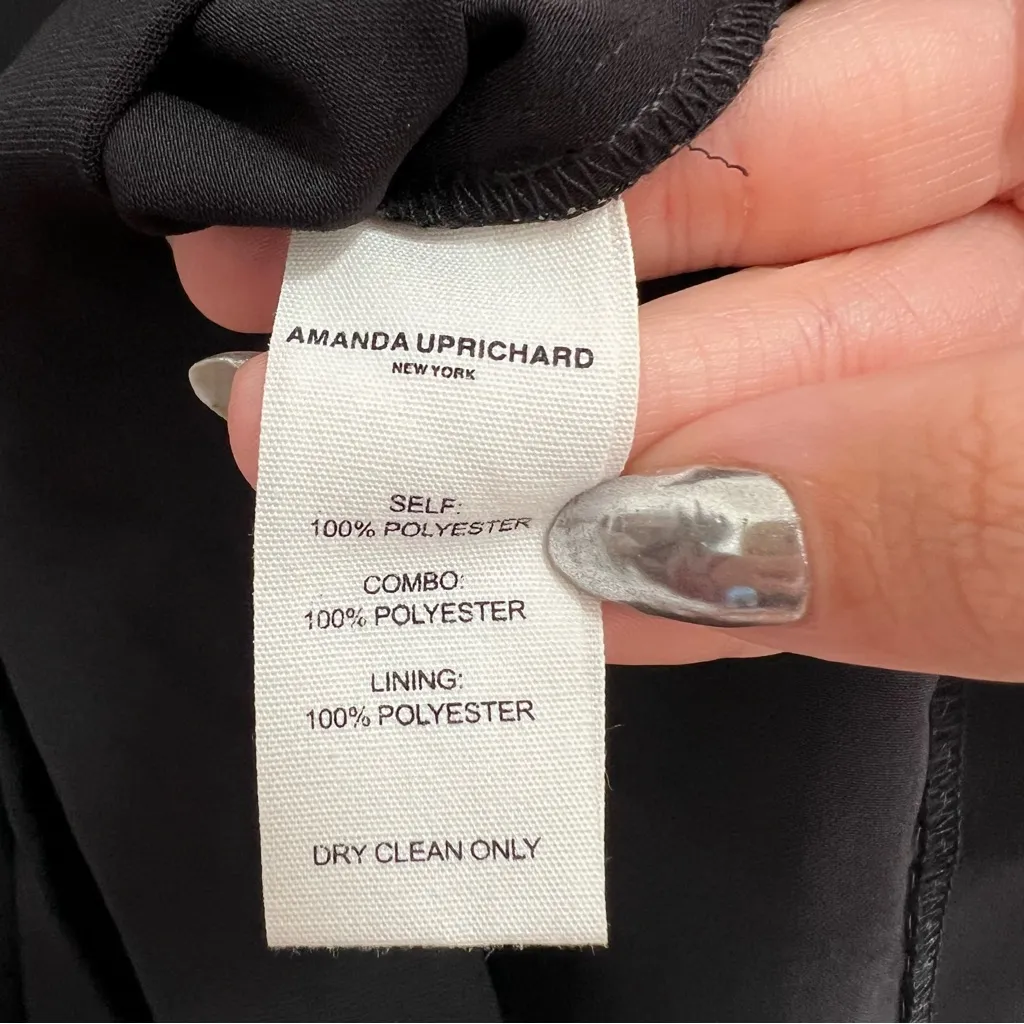 AMANDA UPRICHARD
NEW YORK
SELF:
100% POLYESTER
COMBO:
100% POLYESTER
LINING:
100% POLYESTER
DRY CLEAN ONLY